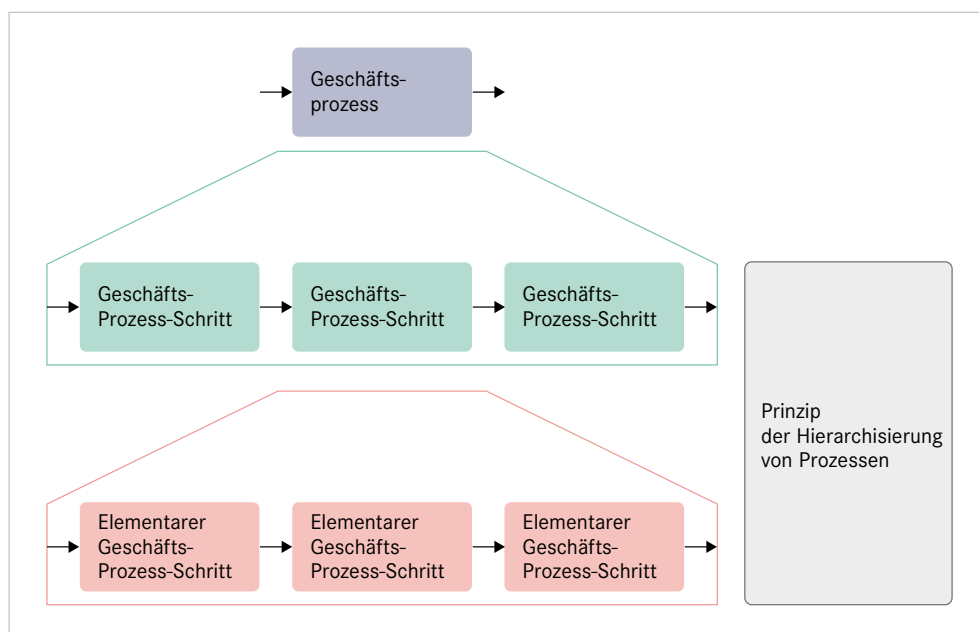 Geschäfts-
prozess
Geschäfts-
Prozess-Schritt
Geschäfts-
Prozess-Schritt
Geschäfts-
Prozess-Schritt
Prinzip
der Hierarchisierung
von Prozessen
Elementarer
Geschäfts-
Prozess-Schritt
Elementarer
Geschäfts-
Prozess-Schritt
Elementarer
Geschäfts-
Prozess-Schritt